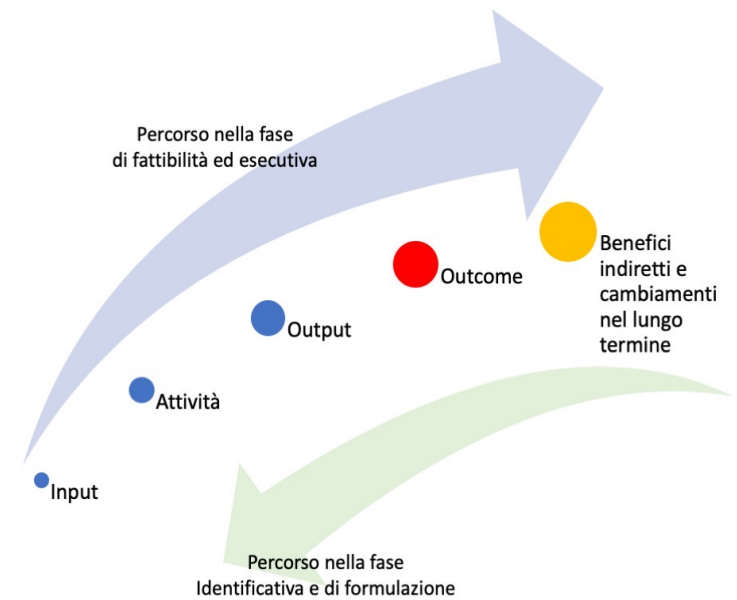 Percorso nella fase
di fattibilità ed esecutiva
Benefici
indiretti e
cambiamenti
nel lungo
termine
Outcome
Output
Attività
Input
Percorso nella fase
Identificativa e di formulazione